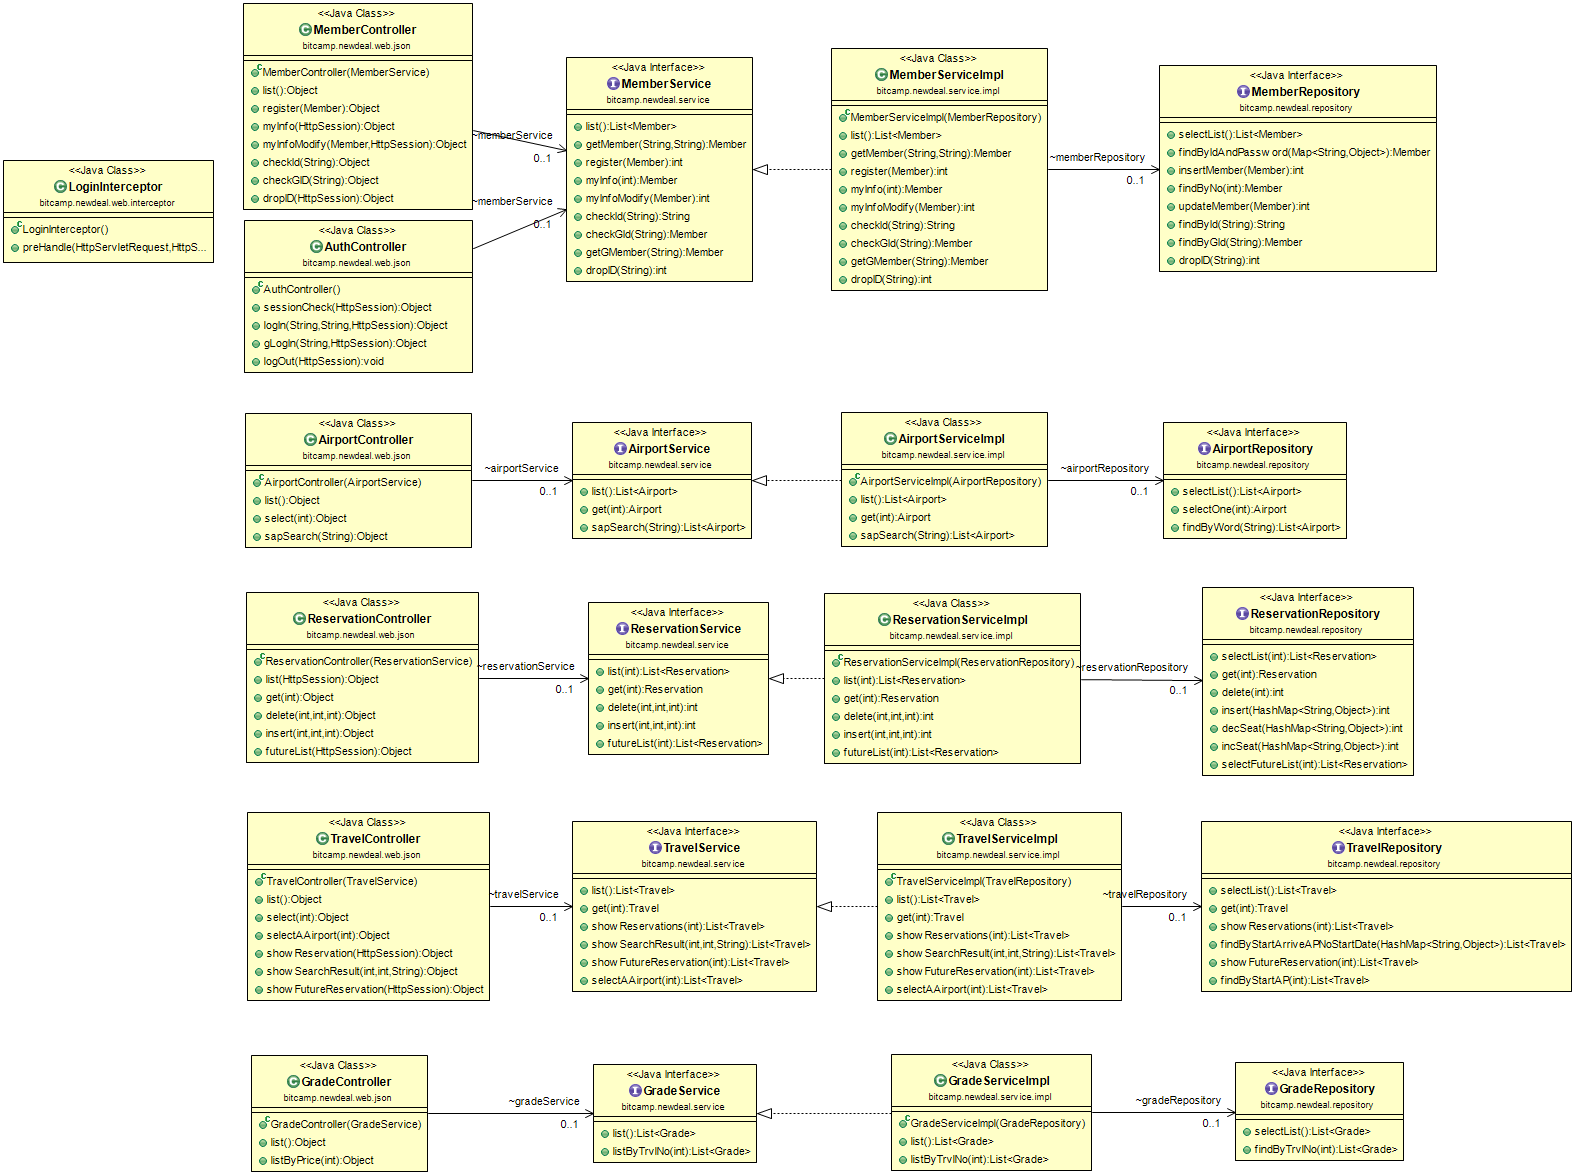 <<Java Class>>
LoginInterceptor
bitcamp.newdeal.web.interceptor
LoginInterceptor()
preHandle(HttpServletRequest,HttpS...
<<Java Class>>
MemberController
bitcamp.newdeal.web.json
MemberController(MemberService)
list():Object
register(Member):Object
myInfo(HttpSession):Object
myInfoModify(Member,HttpSession):Object
checkId(String):Object
checkGID(String):Object
dropID(HttpSession):Object
~memberService
0..1
<<Java Class>>
AuthController
bitcamp.newdeal.web.json
AuthController()
sessionCheck(HttpSession):Object
logIn(String,String,HttpSession):Object
gLogIn(String,HttpSession):Object
logOut(HttpSession):void
~memberService
0..1
<<Java Interface>>
MemberService
bitcamp.newdeal.service
list():List<Member>
getMember(String,String):Member
register(Member):int
myInfo(int):Member
myInfoModify(Member):int
checkId(String):String
checkGId(String):Member
getGMember(String):Member
dropID(String):int
<<Java Class>>
MemberServiceImpl
bitcamp.newdeal.service.impl
MemberServiceImpl(MemberRepository)
list():List<Member>
getMember(String,String):Member
register(Member):int
myInfo(int):Member
myInfoModify(Member):int
checkId(String):String
checkGId(String):Member
getGMember(String):Member
dropID(String):int
~memberRepository
0..1
<<Java Interface>>
MemberRepository
bitcamp.newdeal.repository
selectList():List<Member>
findByIdAndPassword(Map<String,Object>):Member
insertMember(Member):int
findByNo(int):Member
updateMember(Member):int
findById(String):String
findByGId(String):Member
dropID(String):int
<<Java Class>>
AirportController
bitcamp.newdeal.web.json
AirportController(AirportService)
list():Object
select(int):Object
sapSearch(String):Object
~airportService
0..1
<<Java Interface>>
AirportService
bitcamp.newdeal.service
list():List<Airport>
get(int):Airport
sapSearch(String):List<Airport>
<<Java Class>>
AirportServiceImpl
bitcamp.newdeal.service.impl
AirportServiceImpl(AirportRepository)
list():List<Airport>
get(int):Airport
sapSearch(String):List<Airport>
~airportRepository
0..1
<<Java Interface>>
AirportRepository
bitcamp.newdeal.repository
selectList():List<Airport>
selectOne(int):Airport
findByWord(String):List<Airport>
<<Java Class>>
ReservationController
bitcamp.newdeal.web.json
ReservationController(ReservationService)
list(HttpSession):Object
get(int):Object
delete(int,int,int):Object
insert(int,int,int):Object
futureList(HttpSession):Object
~reservationService
0..1
<<Java Interface>>
ReservationService
bitcamp.newdeal.service
list(int):List<Reservation>
get(int):Reservation
delete(int,int,int):int
insert(int,int,int):int
futureList(int):List<Reservation>
<<Java Class>>
ReservationServiceImpl
bitcamp.newdeal.service.impl
ReservationServiceImpl(ReservationRepository)
list(int):List<Reservation>
get(int):Reservation
delete(int,int,int):int
insert(int,int,int):int
futureList(int):List<Reservation>
~reservationRepository
0..1
<<Java Interface>>
ReservationRepository
bitcamp.newdeal.repository
selectList(int):List<Reservation>
get(int):Reservation
delete(int):int
insert(HashMap<String,Object>):int
decSeat(HashMap<String,Object>):int
incSeat(HashMap<String,Object>):int
selectFutureList(int):List<Reservation>
<<Java Class>>
TravelController
bitcamp.newdeal.web.json
TravelController(TravelService)
list():Object
select(int):Object
selectAAirport(int):Object
showReservation(HttpSession):Object
showSearchResult(int,int,String):Object
showFutureReservation(HttpSession):Object
~travelService
0..1
<<Java Interface>>
TravelService
bitcamp.newdeal.service
list():List<Travel>
get(int):Travel
showReservations(int):List<Travel>
showSearchResult(int,int,String):List<Travel>
showFutureReservation(int):List<Travel>
selectAAirport(int):List<Travel>
<<Java Class>>
TravelServiceImpl
bitcamp.newdeal.service.impl
TravelServiceImpl(TravelRepository)
list():List<Travel>
get(int):Travel
showReservations(int):List<Travel>
showSearchResult(int,int,String):List<Travel>
showFutureReservation(int):List<Travel>
selectAAirport(int):List<Travel>
~travelRepository
0..1
<<Java Interface>>
TravelRepository
bitcamp.newdeal.repository
selectList():List<Travel>
get(int):Travel
showReservations(int):List<Travel>
findByStartArriveAPNoStartDate(HashMap<String,Object>):List<Travel>
showFutureReservation(int):List<Travel>
findByStartAP(int):List<Travel>
<<Java Class>>
GradeController
bitcamp.newdeal.web.json
GradeController(GradeService)
list():Object
listByPrice(int):Object
~gradeService
0..1
<<Java Interface>>
GradeService
bitcamp.newdeal.service
list():List<Grade>
listByTrvlNo(int):List<Grade>
<<Java Class>>
GradeServiceImpl
bitcamp.newdeal.service.impl
GradeServiceImpl(GradeRepository)
list():List<Grade>
listByTrvlNo(int):List<Grade>
~gradeRepository
0..1
<<Java Interface>>
GradeRepository
bitcamp.newdeal.repository
selectList():List<Grade>
findByTrvlNo(int):List<Grade>